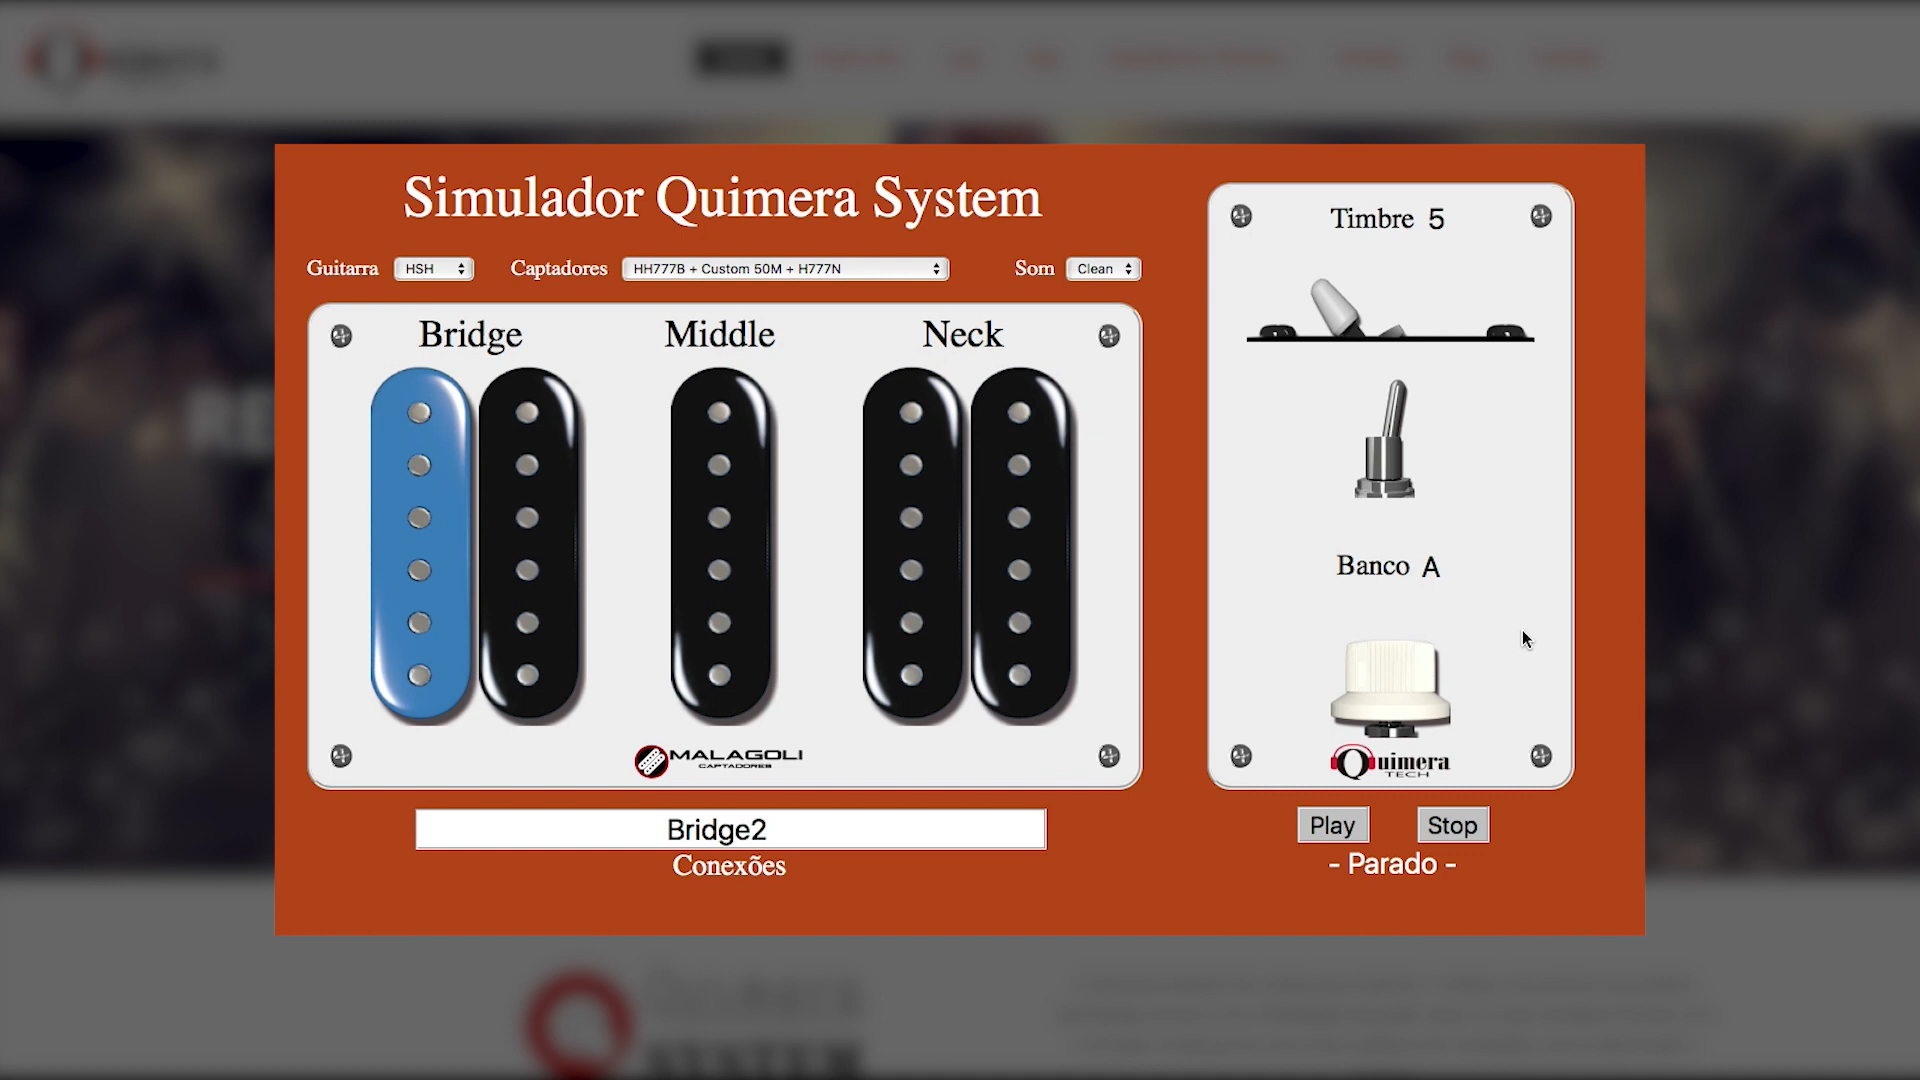 Simulador Quimera System
Guitarra HSH Captadores HH777B + Custom 50M + H777N Som Clean
Bridge Middle Neck
MALAGOLI
CAPTADORES
Bridge2
Conexões
Timbre 5
Banco A
Quimera
TECH
Play Stop
- Parado -
SYSTEM